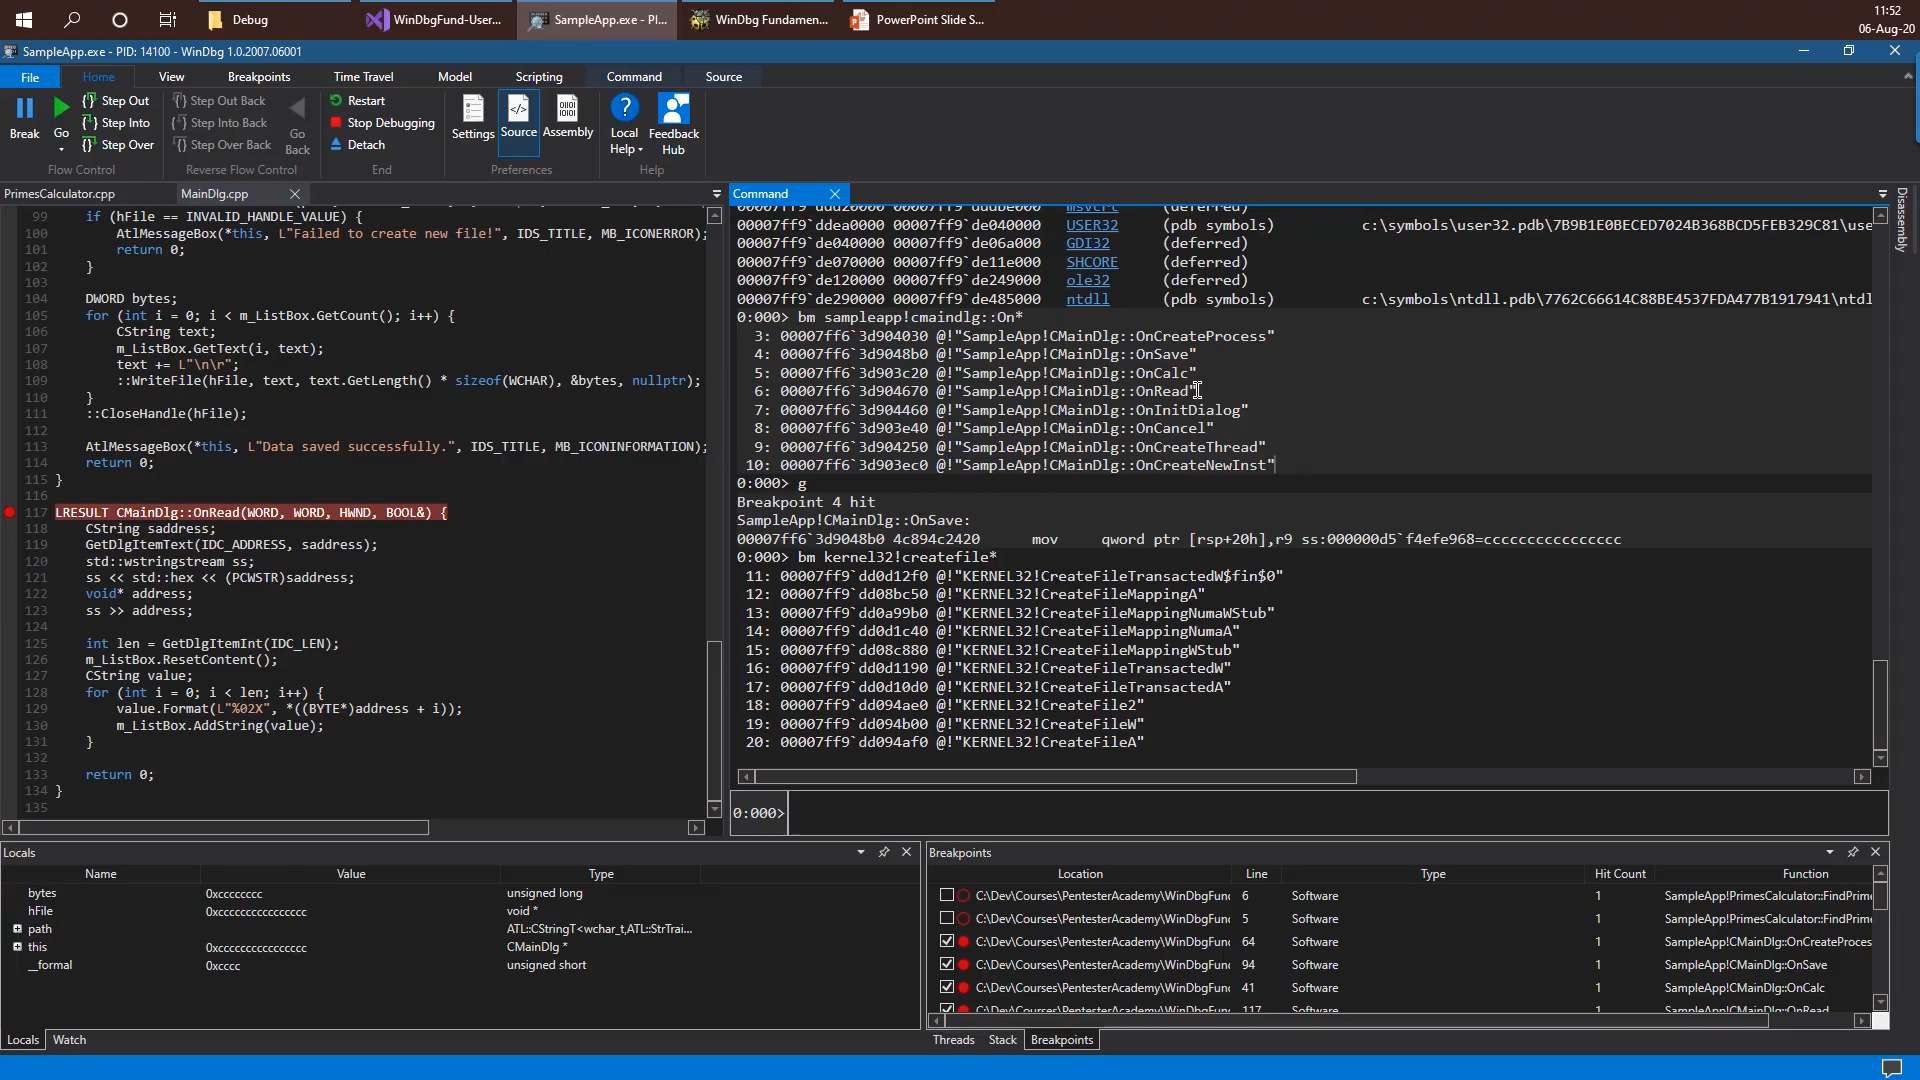 Debug
WinDbgFund-User...
SampleApp.exe - Pl...
WinDbg Fundamen...
PowerPoint Slide S...
11:52
06-Aug-20
SampleApp.exe - PID: 14100 - WinDbg 1.0.2007.06001
File
Home
View
Breakpoints
Time Travel
Model
Scripting
Command
Source
Break
Go
Step Out
Step Into
Step Over
Flow Control
Step Out Back
Step Into Back
Step Over Back
Go
Back
Reverse Flow Control
Restart
Stop Debugging
Detach
End
Settings
Source
Assembly
Preferences
Local
Help
Feedback
Hub
Help
PrimesCalculator.cpp
MainDlg.cpp
99 if (hFile == INVALID_HANDLE_VALUE) {
100 AtlMessageBox(*this, L"Failed to create new file!", IDS_TITLE, MB_ICONERROR);
101 return 0;
102 }
103
104 DWORD bytes;
105 for (int i = 0; i < m_ListBox.GetCount(); i++) {
106 CString text;
107 m_ListBox.GetText(i, text);
108 text += L"\n\r";
109 ::WriteFile(hFile, text, text.GetLength() * sizeof(WCHAR), &bytes, nullptr);
110 }
111 ::CloseHandle(hFile);
112
113 AtlMessageBox(*this, L"Data saved successfully.", IDS_TITLE, MB_ICONINFORMATION);
114 return 0;
115 }
116
117 LRESULT CMainDlg::OnRead(WORD, WORD, HWND, BOOL&) {
118 CString saddress;
119 GetDlgItemText(IDC_ADDRESS, saddress);
120 std::wstringstream ss;
121 ss << std::hex << (PCWSTR)saddress;
122 void* address;
123 ss >> address;
124
125 int len = GetDlgItemInt(IDC_LEN);
126 m_ListBox.ResetContent();
127 CString value;
128 for (int i = 0; i < len; i++) {
129 value.Format(L"%02X", *((BYTE*)address + i));
130 m_ListBox.AddString(value);
131 }
132
133 return 0;
134 }
135
Command
Disassembly
00007ff9`ddd20000 00007ff9`dddbe000 msvcrt (deferred)
00007ff9`ddea0000 00007ff9`de040000 USER32 (pdb symbols) c:\symbols\user32.pdb\7B9B1E0BECED7024B368BCD5FEB329C81\use
00007ff9`de040000 00007ff9`de06a000 GDI32 (deferred)
00007ff9`de070000 00007ff9`de11e000 SHCORE (deferred)
00007ff9`de120000 00007ff9`de249000 ole32 (deferred)
00007ff9`de290000 00007ff9`de485000 ntdll (pdb symbols) c:\symbols\ntdll.pdb\7762C66614C88BE4537FDA477B1917941\ntdl
0:000> bm sampleapp!cmaindlg::On*
3: 00007ff6`3d904030 @!"SampleApp!CMainDlg::OnCreateProcess"
4: 00007ff6`3d9048b0 @!"SampleApp!CMainDlg::OnSave"
5: 00007ff6`3d903c20 @!"SampleApp!CMainDlg::OnCalc"
6: 00007ff6`3d904670 @!"SampleApp!CMainDlg::OnRead"
7: 00007ff6`3d904460 @!"SampleApp!CMainDlg::OnInitDialog"
8: 00007ff6`3d903e40 @!"SampleApp!CMainDlg::OnCancel"
9: 00007ff6`3d904250 @!"SampleApp!CMainDlg::OnCreateThread"
10: 00007ff6`3d903ec0 @!"SampleApp!CMainDlg::OnCreateNewInst"
0:000> g
Breakpoint 4 hit
SampleApp!CMainDlg::OnSave:
00007ff6`3d9048b0 4c894c2420 mov qword ptr [rsp+20h],r9 ss:000000d5`f4efe968=cccccccccccccccc
0:000> bm kernel32!createfile*
11: 00007ff9`dd0d12f0 @!"KERNEL32!CreateFileTransactedW$fin$0"
12: 00007ff9`dd08bc50 @!"KERNEL32!CreateFileMappingA"
13: 00007ff9`dd0a99b0 @!"KERNEL32!CreateFileMappingNumaWStub"
14: 00007ff9`dd0d1c40 @!"KERNEL32!CreateFileMappingNumaA"
15: 00007ff9`dd08c880 @!"KERNEL32!CreateFileMappingWStub"
16: 00007ff9`dd0d1190 @!"KERNEL32!CreateFileTransactedW"
17: 00007ff9`dd0d10d0 @!"KERNEL32!CreateFileTransactedA"
18: 00007ff9`dd094ae0 @!"KERNEL32!CreateFile2"
19: 00007ff9`dd094b00 @!"KERNEL32!CreateFileW"
20: 00007ff9`dd094af0 @!"KERNEL32!CreateFileA"
0:000>
Locals
Name Value Type
bytes 0xcccccccc unsigned long
hFile 0xcccccccccccccccc void *
path ATL::CStringT<wchar_t,ATL::StrTrai...
this 0xcccccccccccccccc CMainDlg *
__formal 0xcccc unsigned short
Locals
Watch
Breakpoints
Location Line Type Hit Count Function
C:\Dev\Courses\PentesterAcademy\WinDbgFund 6 Software 1 SampleApp!PrimesCalculator::FindPrime
C:\Dev\Courses\PentesterAcademy\WinDbgFund 5 Software 1 SampleApp!PrimesCalculator::FindPrime
C:\Dev\Courses\PentesterAcademy\WinDbgFund 64 Software 1 SampleApp!CMainDlg::OnCreateProces
C:\Dev\Courses\PentesterAcademy\WinDbgFund 94 Software 1 SampleApp!CMainDlg::OnSave
C:\Dev\Courses\PentesterAcademy\WinDbgFund 41 Software 1 SampleApp!CMainDlg::OnCalc
C:\Dev\Courses\PentesterAcademy\WinDbgFund 117 Software 1 SampleApp!CMainDlg::OnRead
Threads
Stack
Breakpoints